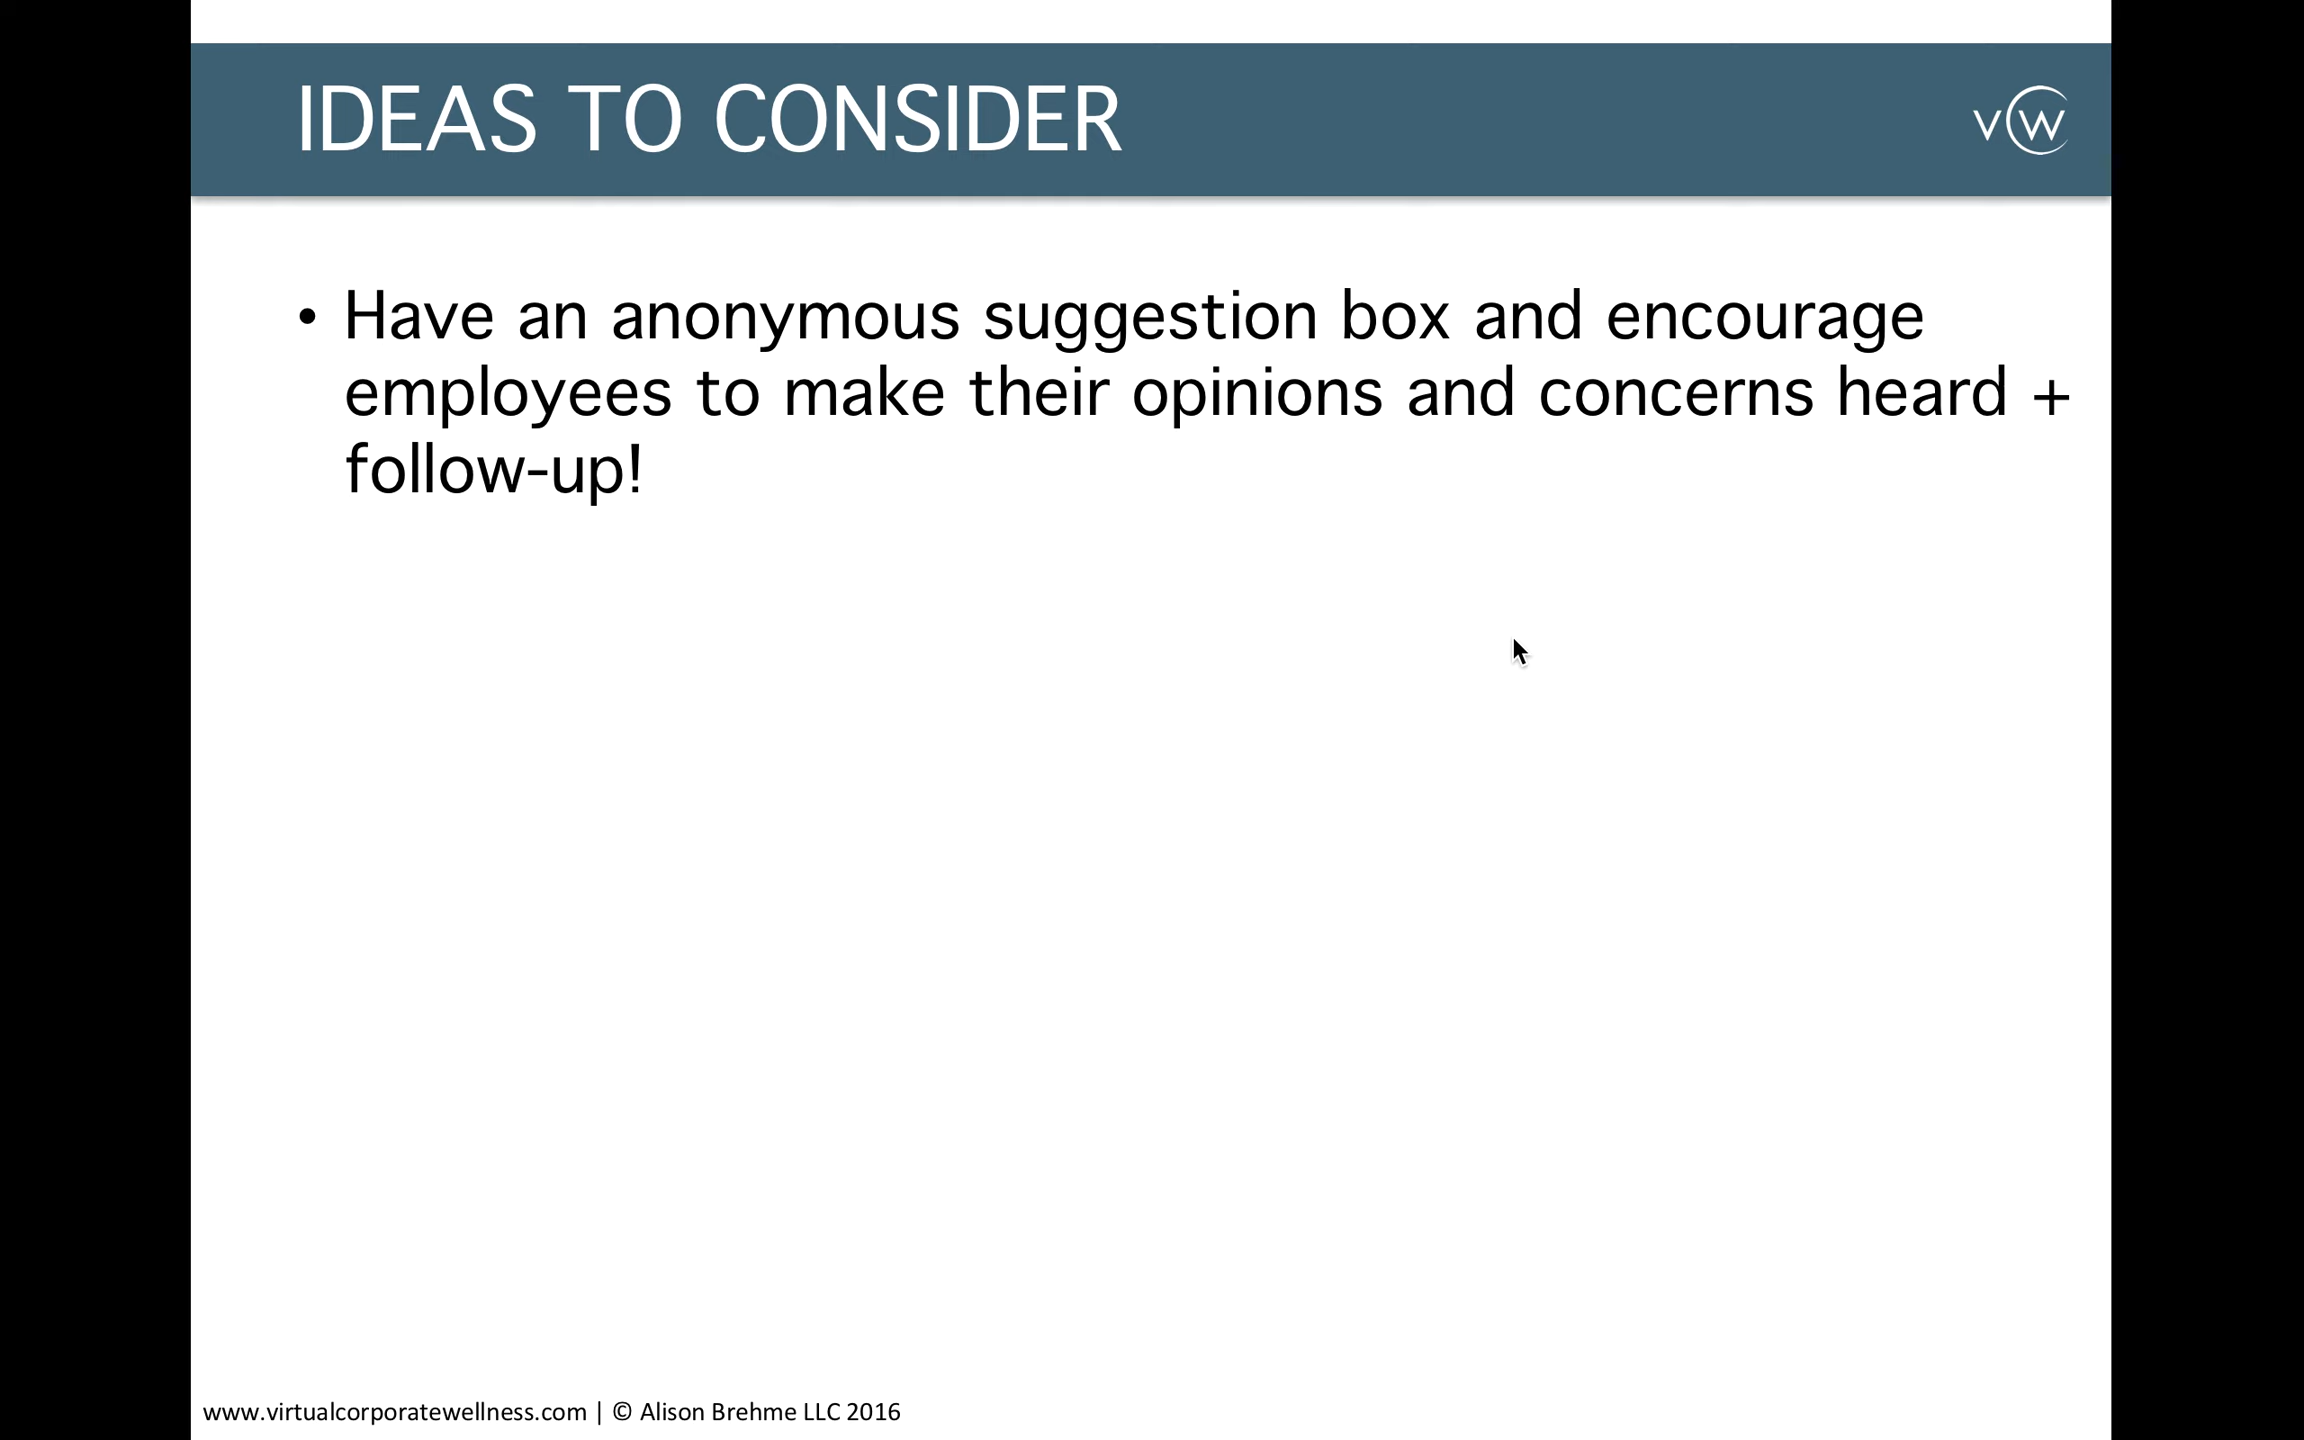 IDEAS TO CONSIDER
VCW
• Have an anonymous suggestion box and encourage
employees to make their opinions and concerns heard +
follow-up!
www.virtualcorporatewellness.com | © Alison Brehme LLC 2016